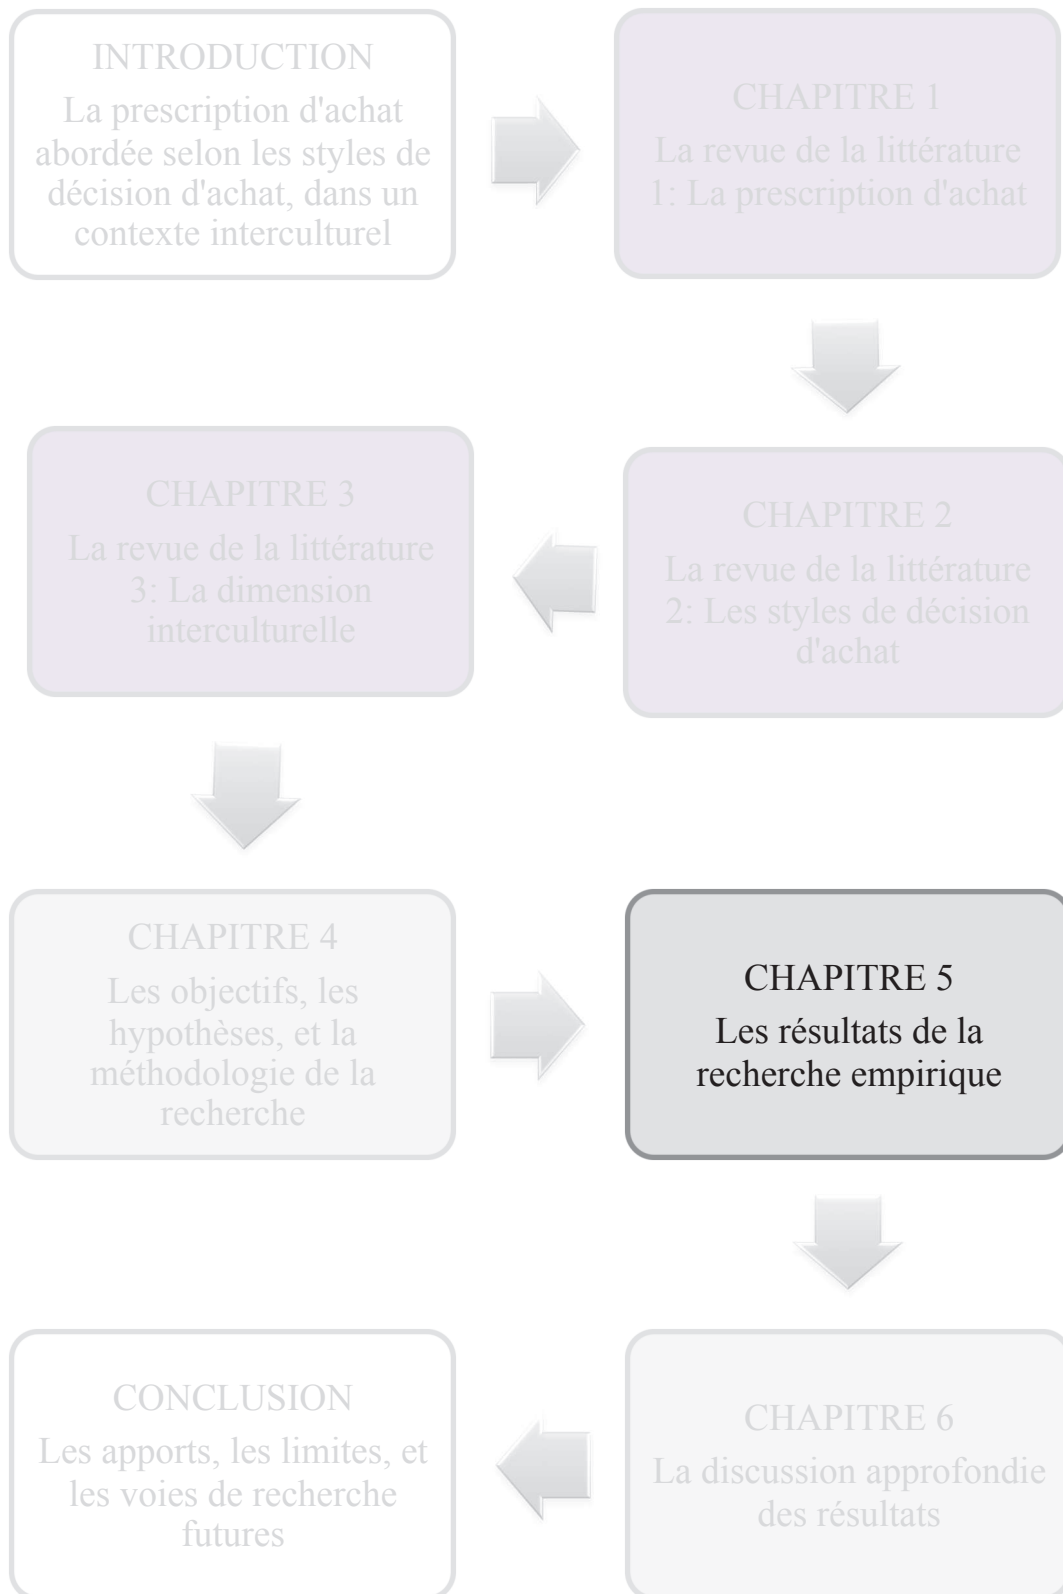 INTRODUCTION
La prescription d'achat
abordée selon les styles de
décision d'achat, dans un
contexte interculturel
CHAPITRE 1
La revue de la littérature
1: La prescription d'achat
CHAPITRE 2
La revue de la littérature
2: Les styles de décision
d'achat
CHAPITRE 3
La revue de la littérature
3: La dimension
interculturelle
CHAPITRE 4
Les objectifs, les
hypothèses, et la
méthodologie de la
recherche
CHAPITRE 5
Les résultats de la
recherche empirique
CHAPITRE 6
La discussion approfondie
des résultats
CONCLUSION
Les apports, les limites, et
les voies de recherche
futures